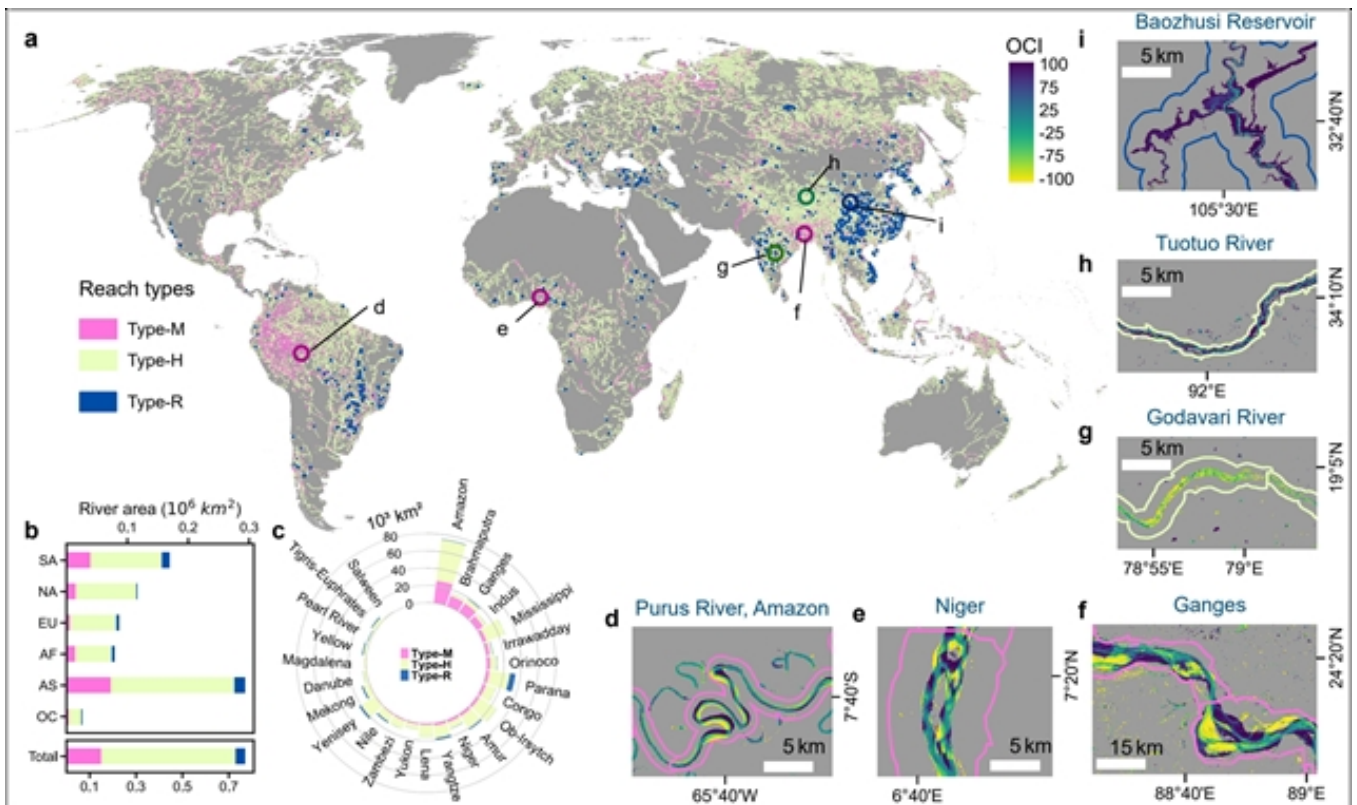 a
OCI
100
75
25
-25
-75
-100
h
i
g
f
e
d
Reach types
Type-M
Type-H
Type-R
i
Baozhusi Reservoir
5 km
32°40'N
105°30'E
h
Tuotuo River
5 km
34°10'N
92°E
g
Godavari River
5 km
19°5'N
78°55'E 79°E
b
River area (10⁶ km²)
0.1 0.3
SA
NA
EU
AF
AS
OC
Total
0.1 0.3 0.7
c
10³ km²
80
60
40
20
0
Amazon
Brahmaputra
Ganges
Indus
Mississippi
Irrawadday
Orinoco
Parana
Congo
Ob-Irsytch
Amur
Niger
Yangtze
Lena
Yukon
Zambezi
Nile
Yenisey
Mekong
Danube
Magdalena
Yellow
Pearl River
Tigris-Euphrates
Salween
Type-M
Type-H
Type-R
d
Purus River, Amazon
5 km
7°40'S
65°40'W
e
Niger
5 km
7°20'N
6°40'E
f
Ganges
15 km
24°20'N
88°40'E 89°E